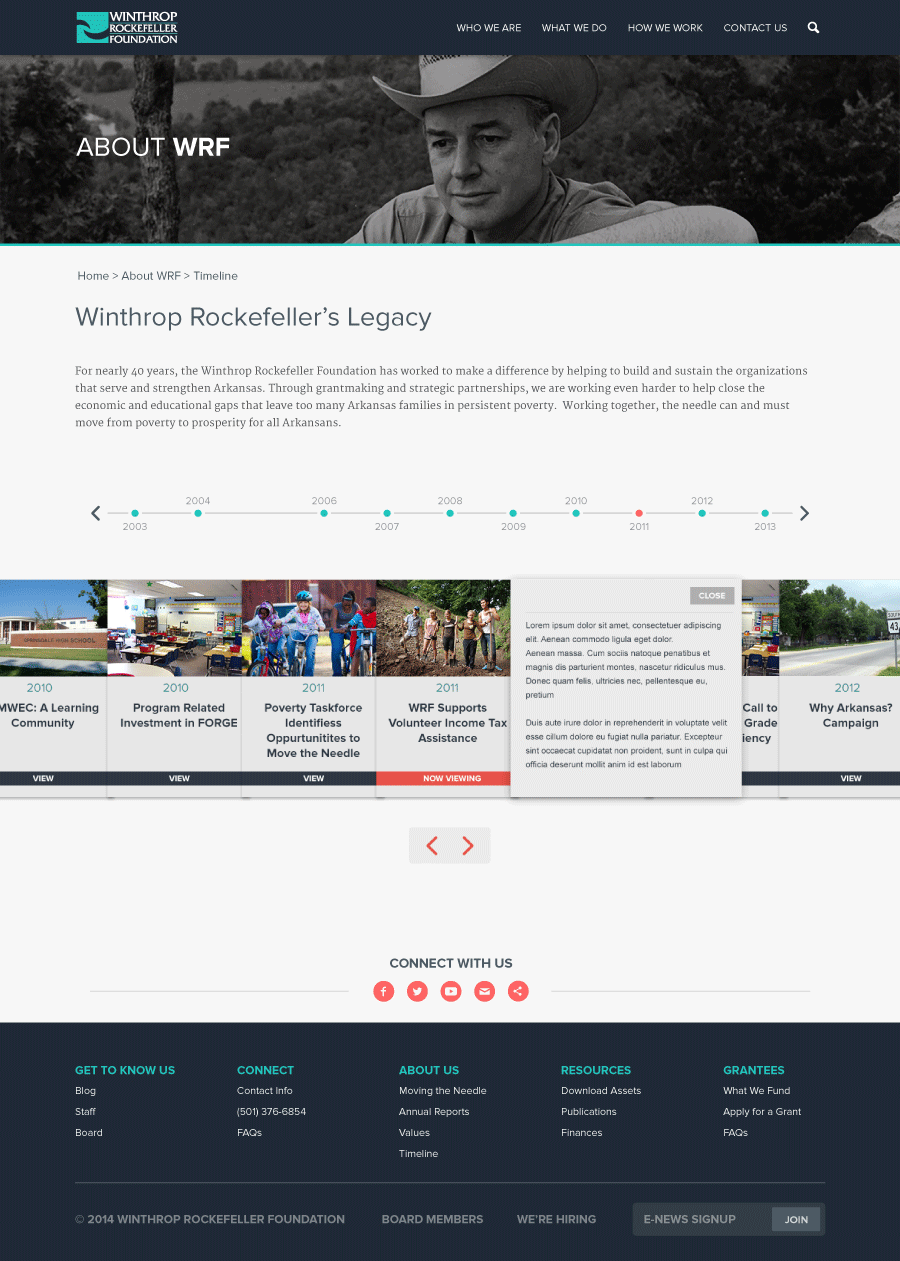 WINTHROP
ROCKEFELLER
FOUNDATION
WHO WE ARE WHAT WE DO HOW WE WORK CONTACT US
ABOUT WRF
Home > About WRF > Timeline
Winthrop Rockefeller’s Legacy
For nearly 40 years, the Winthrop Rockefeller Foundation has worked to make a difference by helping to build and sustain the organizations
that serve and strengthen Arkansas. Through grantmaking and strategic partnerships, we are working even harder to help close the
economic and educational gaps that leave too many Arkansas families in persistent poverty. Working together, the needle can and must
move from poverty to prosperity for all Arkansans.
2004 2006 2008 2010 2012
2003 2007 2009 2011 2013
SPRINGDALE HIGH SCHOOL
2010
MWEC: A Learning
Community
VIEW
2010
Program Related
Investment in FORGE
VIEW
2011
Poverty Taskforce
Identifiess
Oppurtunitites to
Move the Needle
VIEW
2011
WRF Supports
Volunteer Income Tax
Assistance
NOW VIEWING
CLOSE
Lorem ipsum dolor sit amet, consectetuer adipiscing
elit. Aenean commodo ligula eget dolor.
Aenean massa. Cum sociis natoque penatibus et
magnis dis parturient montes, nascetur ridiculus mus.
Donec quam felis, ultricies nec, pellentesque eu,
pretium
Duis aute irure dolor in reprehenderit in voluptate velit
esse cillum dolore eu fugiat nulla pariatur. Excepteur
sint occaecat cupidatat non proident, sunt in culpa qui
officia deserunt mollit anim id est laborum
Call to
Grade
iency
43
2012
Why Arkansas?
Campaign
VIEW
CONNECT WITH US
GET TO KNOW US
Blog
Staff
Board
CONNECT
Contact Info
(501) 376-6854
FAQs
ABOUT US
Moving the Needle
Annual Reports
Values
Timeline
RESOURCES
Download Assets
Publications
Finances
GRANTEES
What We Fund
Apply for a Grant
FAQs
© 2014 WINTHROP ROCKEFELLER FOUNDATION BOARD MEMBERS WE’RE HIRING E-NEWS SIGNUP JOIN